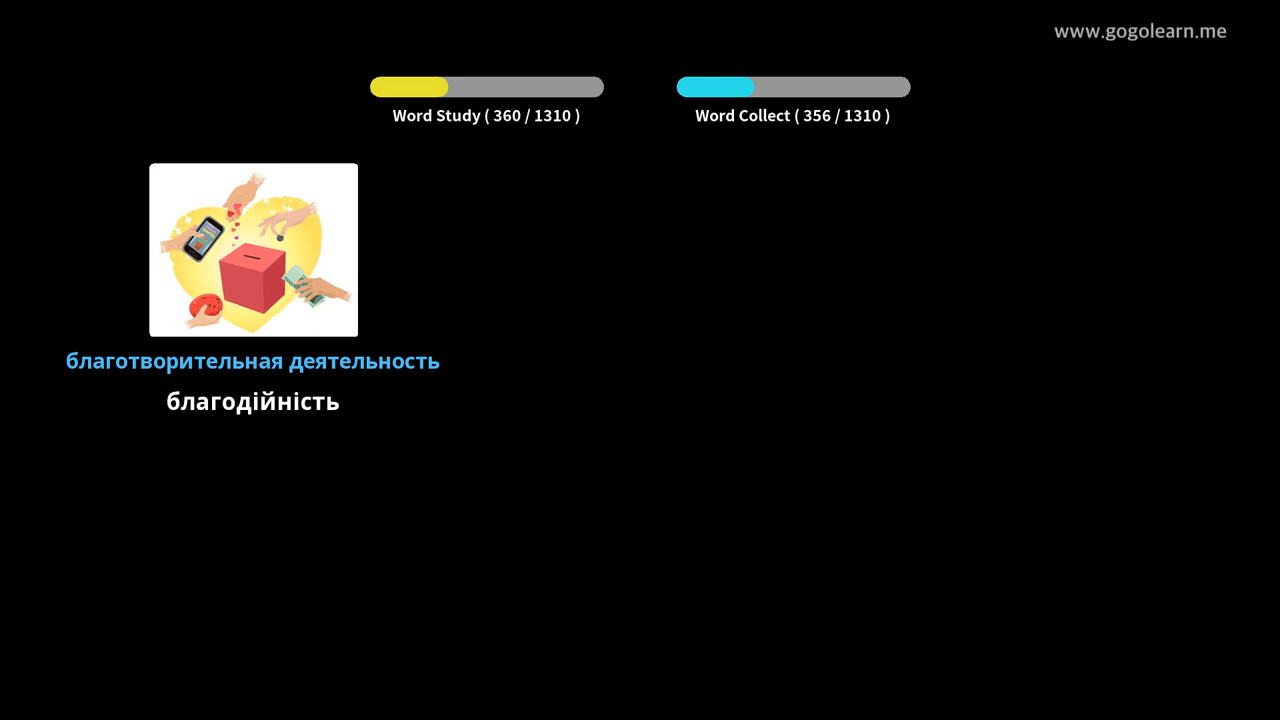 www.gogolearn.me
Word Study ( 360 / 1310 )
Word Collect ( 356 / 1310 )
благотворительная деятельность
благодійність